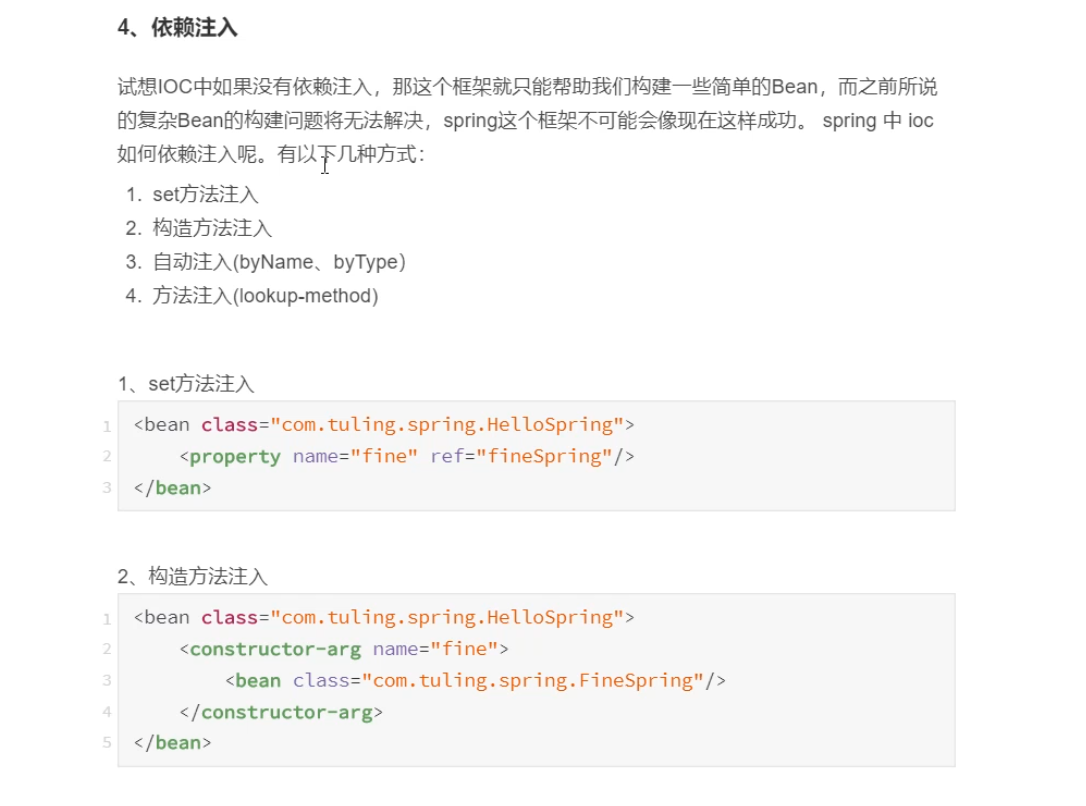 4、依赖注入
试想IOC中如果没有依赖注入，那这个框架就只能帮助我们构建一些简单的Bean，而之前所说
的复杂Bean的构建问题将无法解决，spring这个框架不可能会像现在这样成功。 spring 中 ioc
如何依赖注入呢。有以下几种方式：
1. set方法注入
2. 构造方法注入
3. 自动注入(byName、byType）
4. 方法注入(lookup-method)
1、set方法注入
1 <bean class="com.tuling.spring.HelloSpring">
2     <property name="fine" ref="fineSpring"/>
3 </bean>
2、构造方法注入
1 <bean class="com.tuling.spring.HelloSpring">
2     <constructor-arg name="fine">
3         <bean class="com.tuling.spring.FineSpring"/>
4     </constructor-arg>
5 </bean>